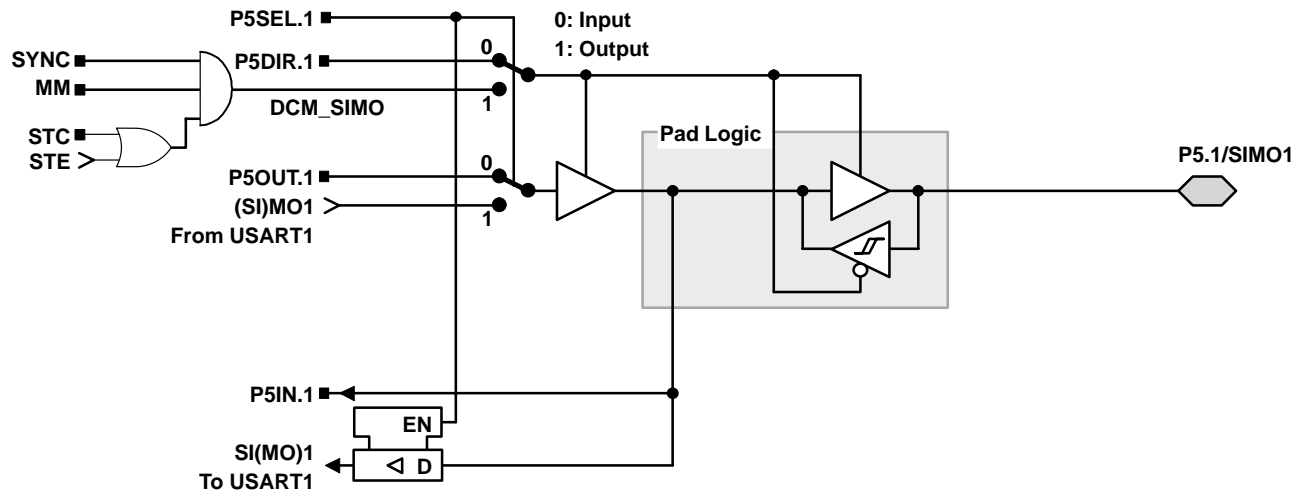 P5SEL.1
0: Input
1: Output
SYNC
MM
STC
STE
P5DIR.1
0
1
DCM_SIMO
Pad Logic
P5.1/SIMO1
P5OUT.1
0
(SI)MO1
1
From USART1
P5IN.1
EN
SI(MO)1
D
To USART1